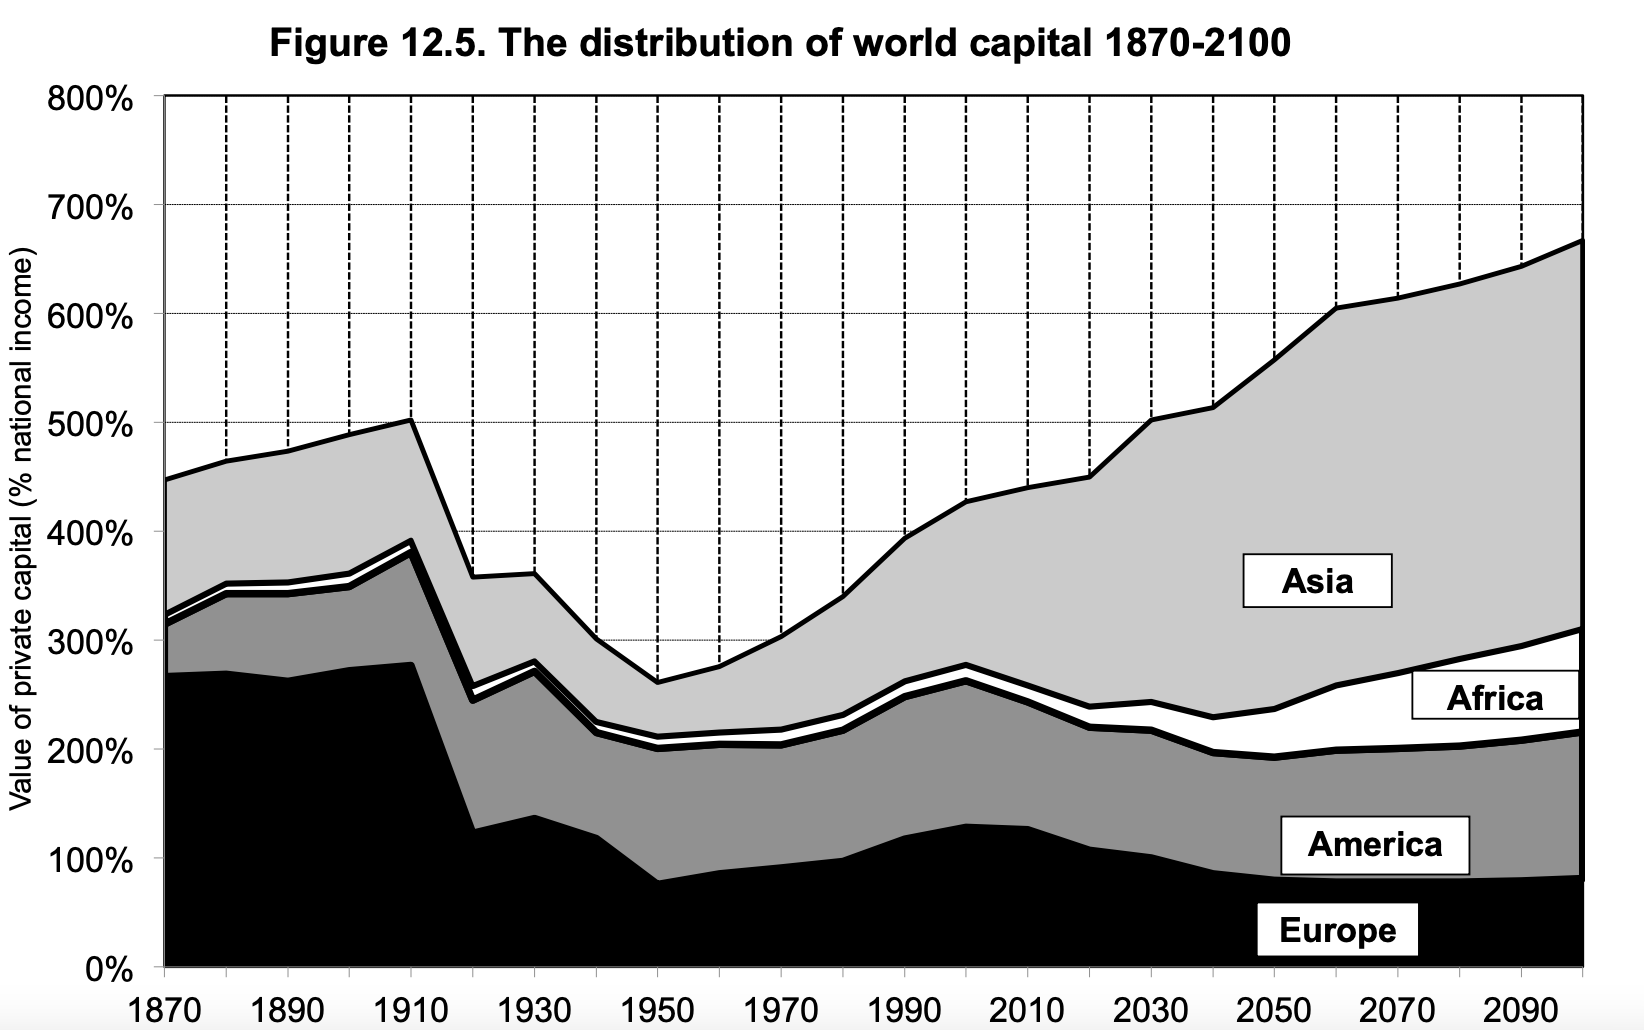 Figure 12.5. The distribution of world capital 1870-2100
Value of private capital (% national income)
800%
700%
600%
500%
400%
300%
200%
100%
0%
Asia
Africa
America
Europe
1870 1890 1910 1930 1950 1970 1990 2010 2030 2050 2070 2090